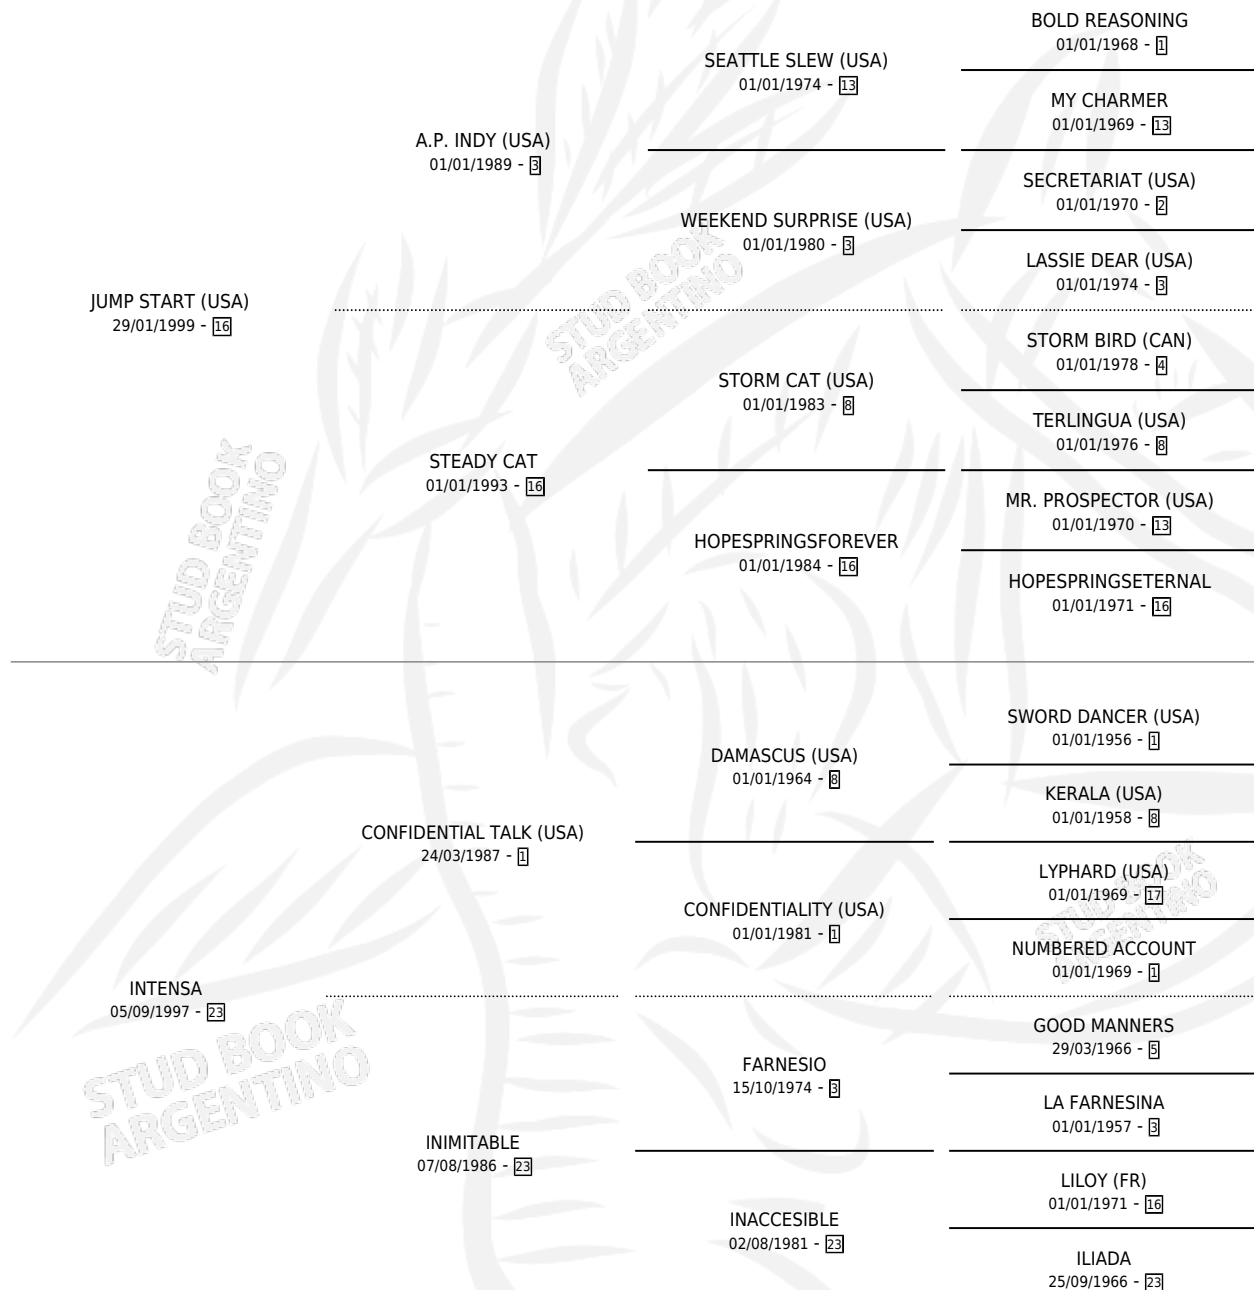 BOLD REASONING
01/01/1968 - 1
SEATTLE SLEW (USA)
01/01/1974 - 13
MY CHARMER
01/01/1969 - 13
A.P. INDY (USA)
01/01/1989 - 3
SECRETARIAT (USA)
01/01/1970 - 2
WEEKEND SURPRISE (USA)
01/01/1980 - 3
LASSIE DEAR (USA)
01/01/1974 - 3
JUMP START (USA)
29/01/1999 - 16
STUD BOOK
ARGENTINO
STORM BIRD (CAN)
01/01/1978 - 4
STORM CAT (USA)
01/01/1983 - 8
TERLINGUA (USA)
01/01/1976 - 8
STEADY CAT
01/01/1993 - 16
MR. PROSPECTOR (USA)
01/01/1970 - 13
HOPESPRINGSFOREVER
01/01/1984 - 16
HOPESPRINGSETERNAL
01/01/1971 - 16
STUD BOOK
ARGENTINO
SWORD DANCER (USA)
01/01/1956 - 1
DAMASCUS (USA)
01/01/1964 - 8
KERALA (USA)
01/01/1958 - 8
CONFIDENTIAL TALK (USA)
24/03/1987 - 1
LYPHARD (USA)
01/01/1969 - 17
CONFIDENTIALITY (USA)
01/01/1981 - 1
NUMBERED ACCOUNT
01/01/1969 - 1
STUD BOOK
ARGENTINO
INTENSA
05/09/1997 - 23
GOOD MANNERS
29/03/1966 - 5
FARNESIO
15/10/1974 - 3
LA FARNESINA
01/01/1957 - 3
STUD BOOK
ARGENTINO
INIMITABLE
07/08/1986 - 23
LILOY (FR)
01/01/1971 - 16
INACCESIBLE
02/08/1981 - 23
ILIADA
25/09/1966 - 23